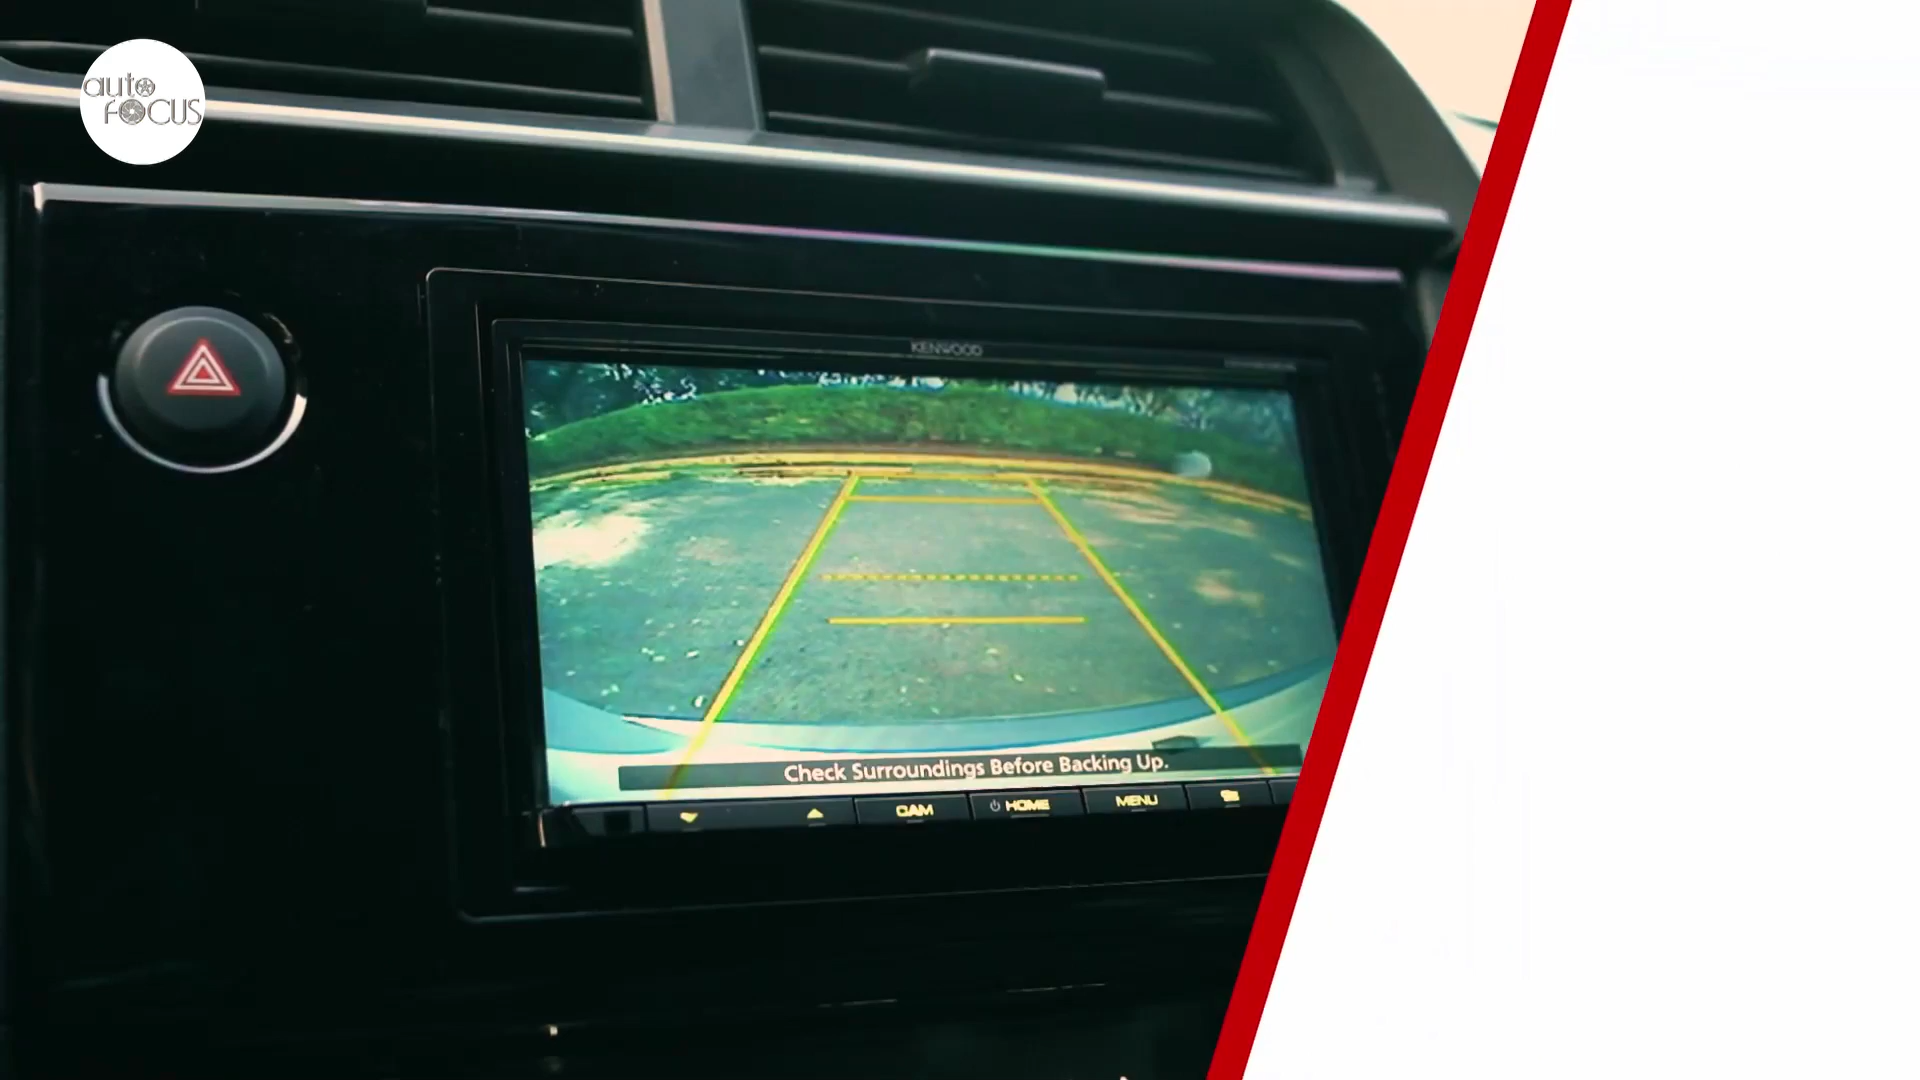 auto
FOCUS
KENWOOD
Check Surroundings Before Backing Up.
CAM HOME MENU